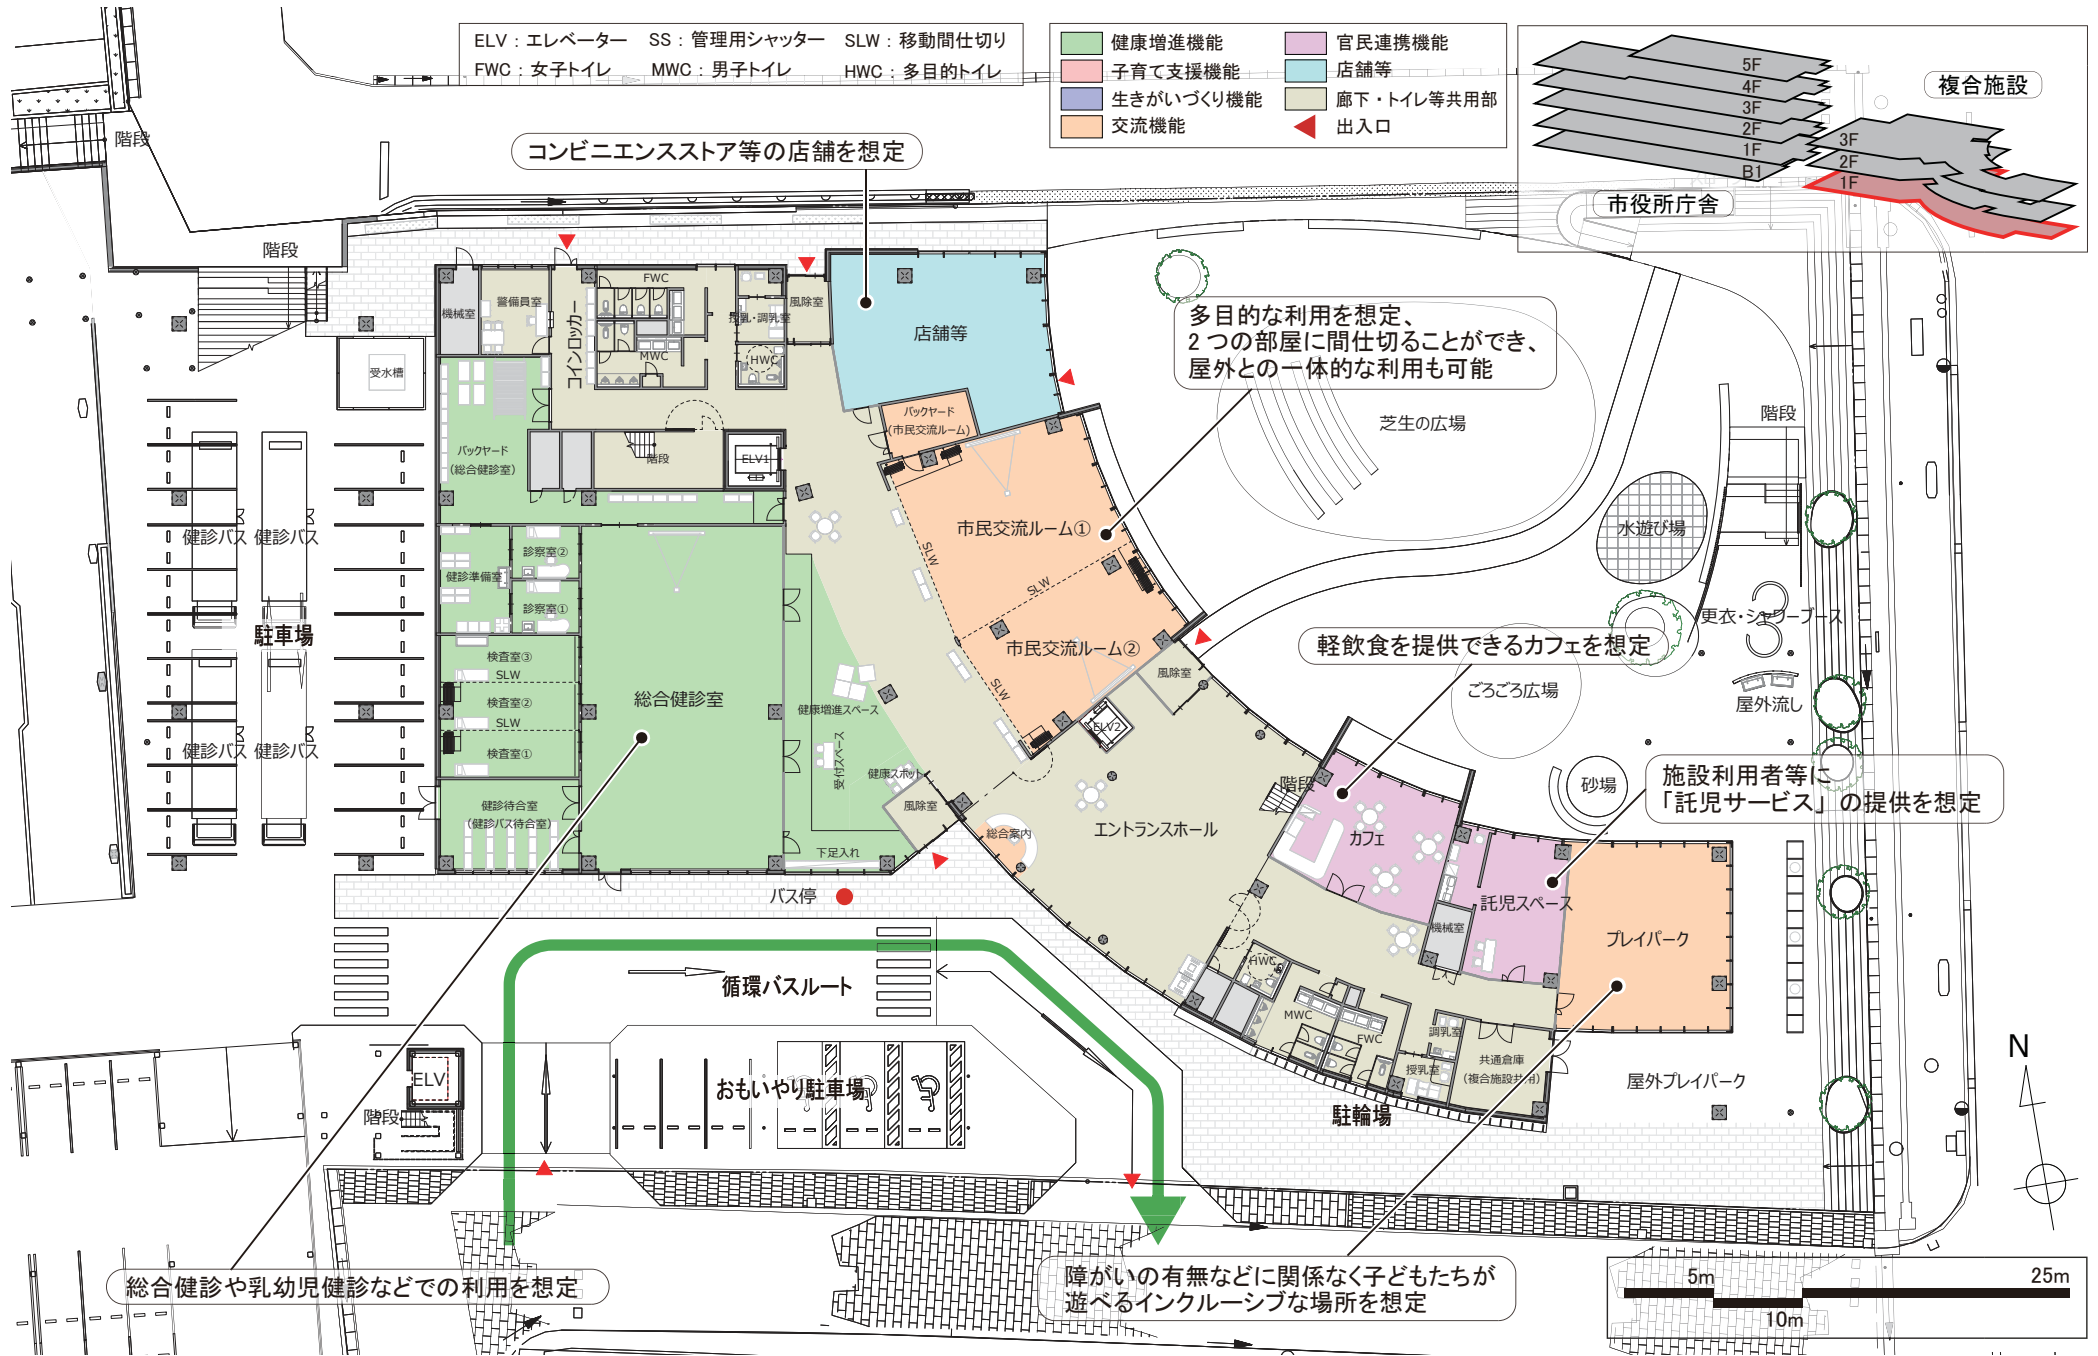 ELV：エレベーター　SS：管理用シャッター　SLW：移動間仕切り
FWC：女子トイレ　MWC：男子トイレ　HWC：多目的トイレ
健康増進機能
子育て支援機能
生きがいづくり機能
交流機能
官民連携機能
店舗等
廊下・トイレ等共用部
出入口
5F
4F
3F
2F
1F
B1
市役所庁舎
複合施設
3F
2F
1F
階段
階段
コンビニエンスストア等の店舗を想定
機械室
警備員室
コインロッカー
FWC
MWC
授乳・調乳室
HWC
風除室
店舗等
多目的な利用を想定、
2つの部屋に間仕切ることができ、
屋外との一体的な利用も可能
芝生の広場
階段
受水槽
バックヤード
（総合健診室）
階段
ELV1
バックヤード
（市民交流ルーム）
市民交流ルーム①
SLW
SLW
市民交流ルーム②
SLW
水遊び場
更衣・シャワーブース
屋外流し
健診バス
健診バス
駐車場
健診バス
健診バス
健診準備室
診察室②
診察室①
検査室③
SLW
検査室②
SLW
検査室①
健診待合室
（健診バス待合室）
総合健診室
健康増進スペース
受付スペース
健康スポット
風除室
下足入れ
風除室
ELV2
軽飲食を提供できるカフェを想定
ごろごろ広場
砂場
施設利用者等に
「託児サービス」の提供を想定
階段
カフェ
総合案内
エントランスホール
託児スペース
機械室
プレイパーク
バス停
循環バスルート
HWC
MWC
FWC
調乳室
授乳室
共通倉庫
（複合施設共用）
屋外プレイパーク
駐輪場
おもいやり駐車場
ELV
階段
N
総合健診や乳幼児健診などでの利用を想定
障がいの有無などに関係なく子どもたちが
遊べるインクルーシブな場所を想定
5m
25m
10m